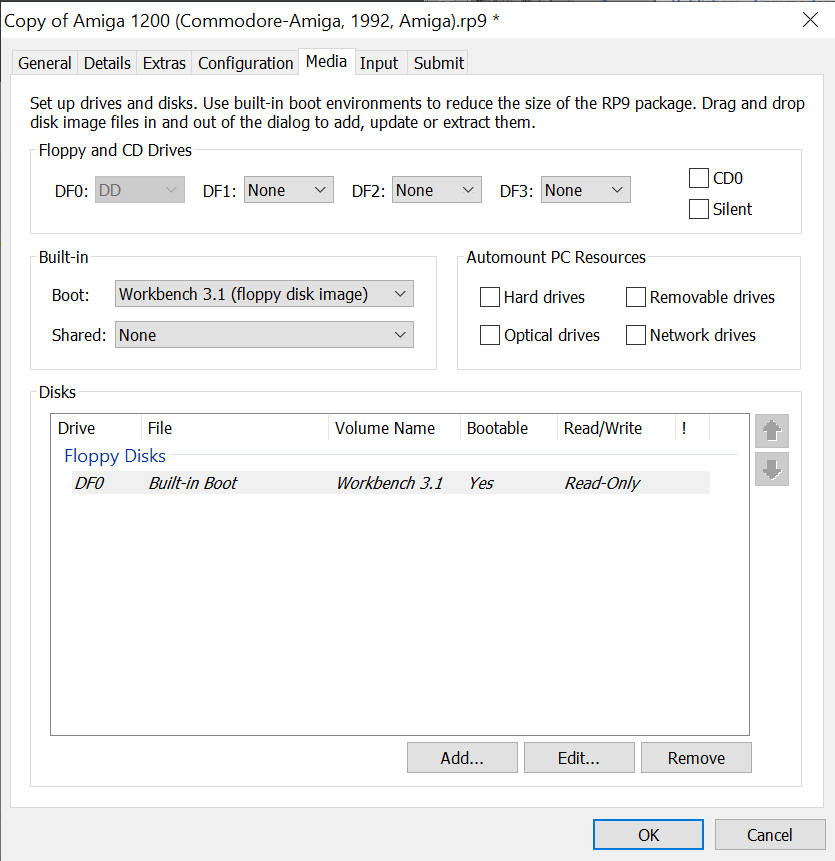 Copy of Amiga 1200 (Commodore-Amiga, 1992, Amiga).rp9 *
General Details Extras Configuration Media Input Submit
Set up drives and disks. Use built-in boot environments to reduce the size of the RP9 package. Drag and drop
disk image files in and out of the dialog to add, update or extract them.
Floppy and CD Drives
DF0: DD DF1: None DF2: None DF3: None
CD0
Silent
Built-in
Boot: Workbench 3.1 (floppy disk image)
Shared: None
Automount PC Resources
Hard drives Removable drives
Optical drives Network drives
Disks
Drive File Volume Name Bootable Read/Write !
Floppy Disks
DF0 Built-in Boot Workbench 3.1 Yes Read-Only
Add... Edit... Remove
OK Cancel